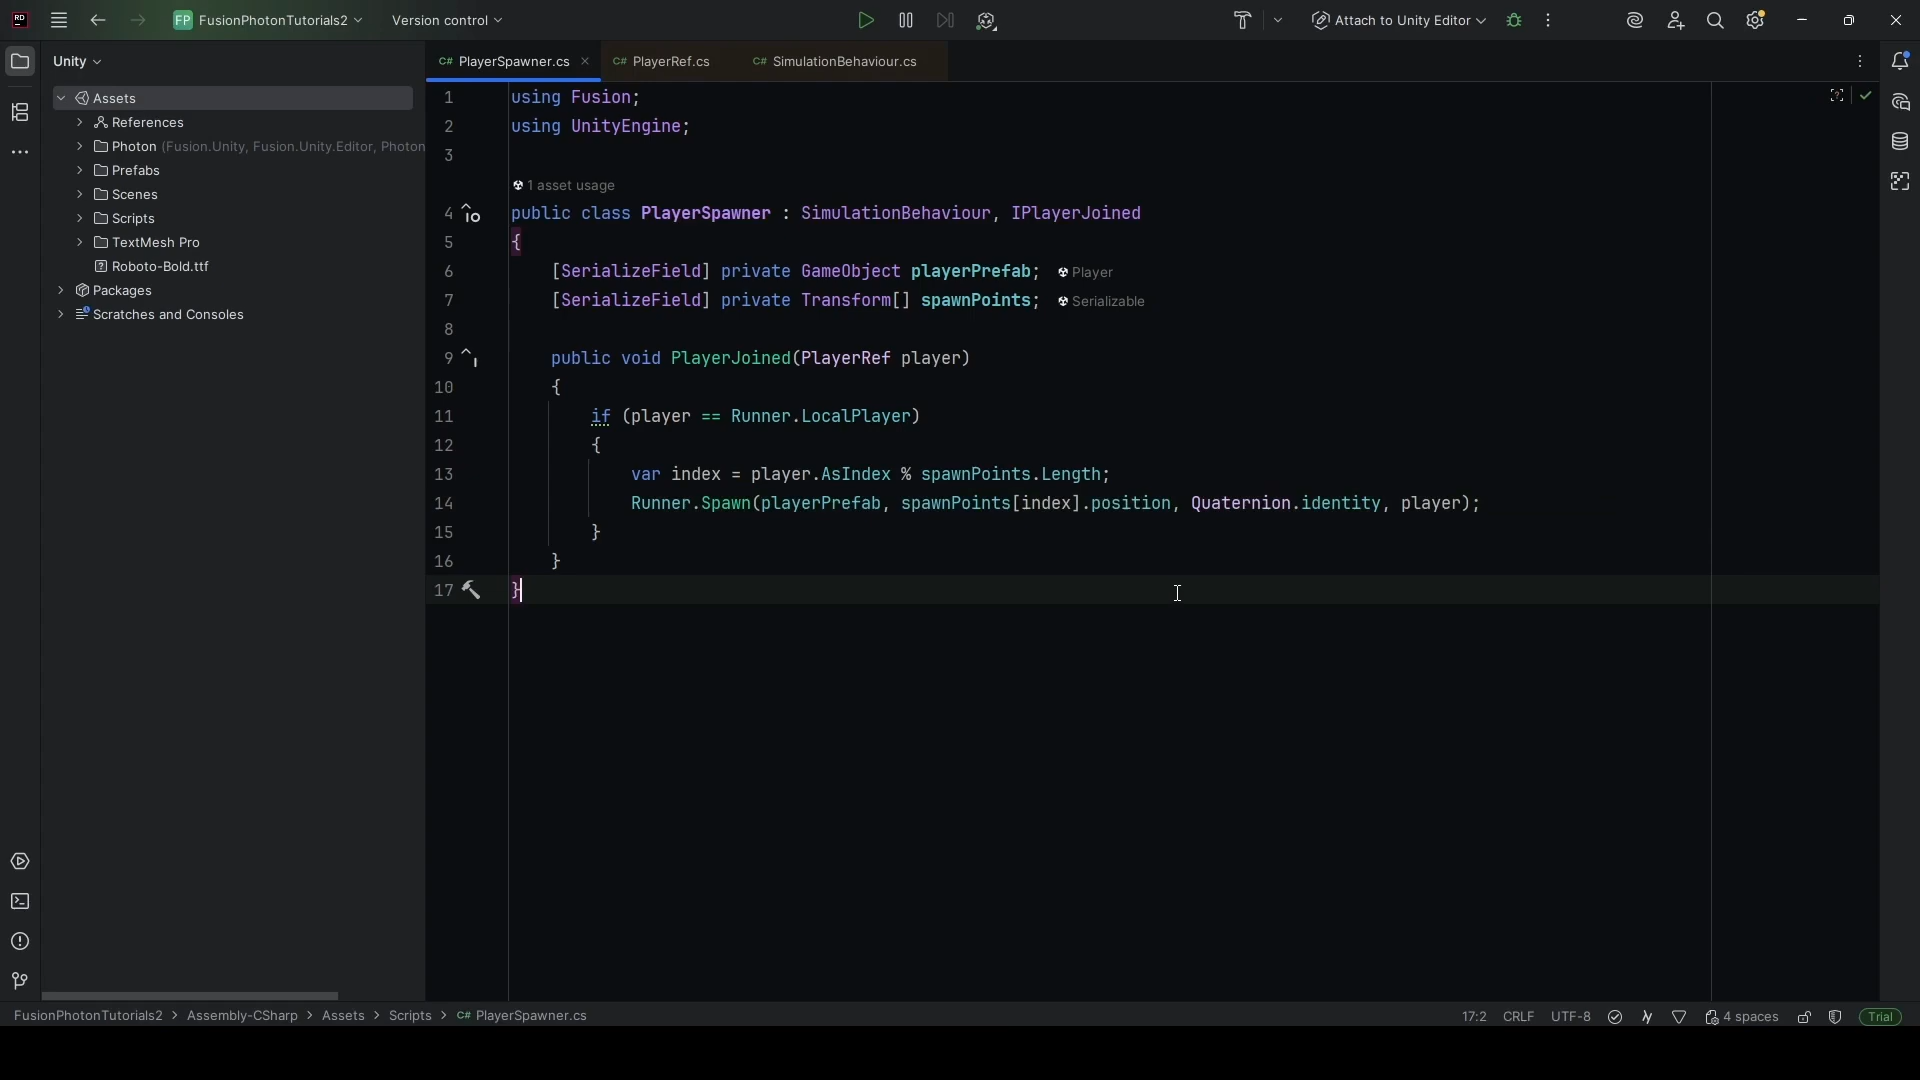 RD
FP FusionPhotonTutorials2
Version control
Attach to Unity Editor
Unity
C# PlayerSpawner.cs
C# PlayerRef.cs
C# SimulationBehaviour.cs
Assets
References
Photon (Fusion.Unity, Fusion.Unity.Editor, Photon
Prefabs
Scenes
Scripts
TextMesh Pro
Roboto-Bold.ttf
Packages
Scratches and Consoles
1 using Fusion;
2 using UnityEngine;
3
1 asset usage
4 public class PlayerSpawner : SimulationBehaviour, IPlayerJoined
5 {
6 [SerializeField] private GameObject playerPrefab; Player
7 [SerializeField] private Transform[] spawnPoints; Serializable
8
9 public void PlayerJoined(PlayerRef player)
10 {
11 if (player == Runner.LocalPlayer)
12 {
13 var index = player.AsIndex % spawnPoints.Length;
14 Runner.Spawn(playerPrefab, spawnPoints[index].position, Quaternion.identity, player);
15 }
16 }
17 }
FusionPhotonTutorials2 > Assembly-CSharp > Assets > Scripts > C# PlayerSpawner.cs
17:2 CRLF UTF-8 4 spaces Trial